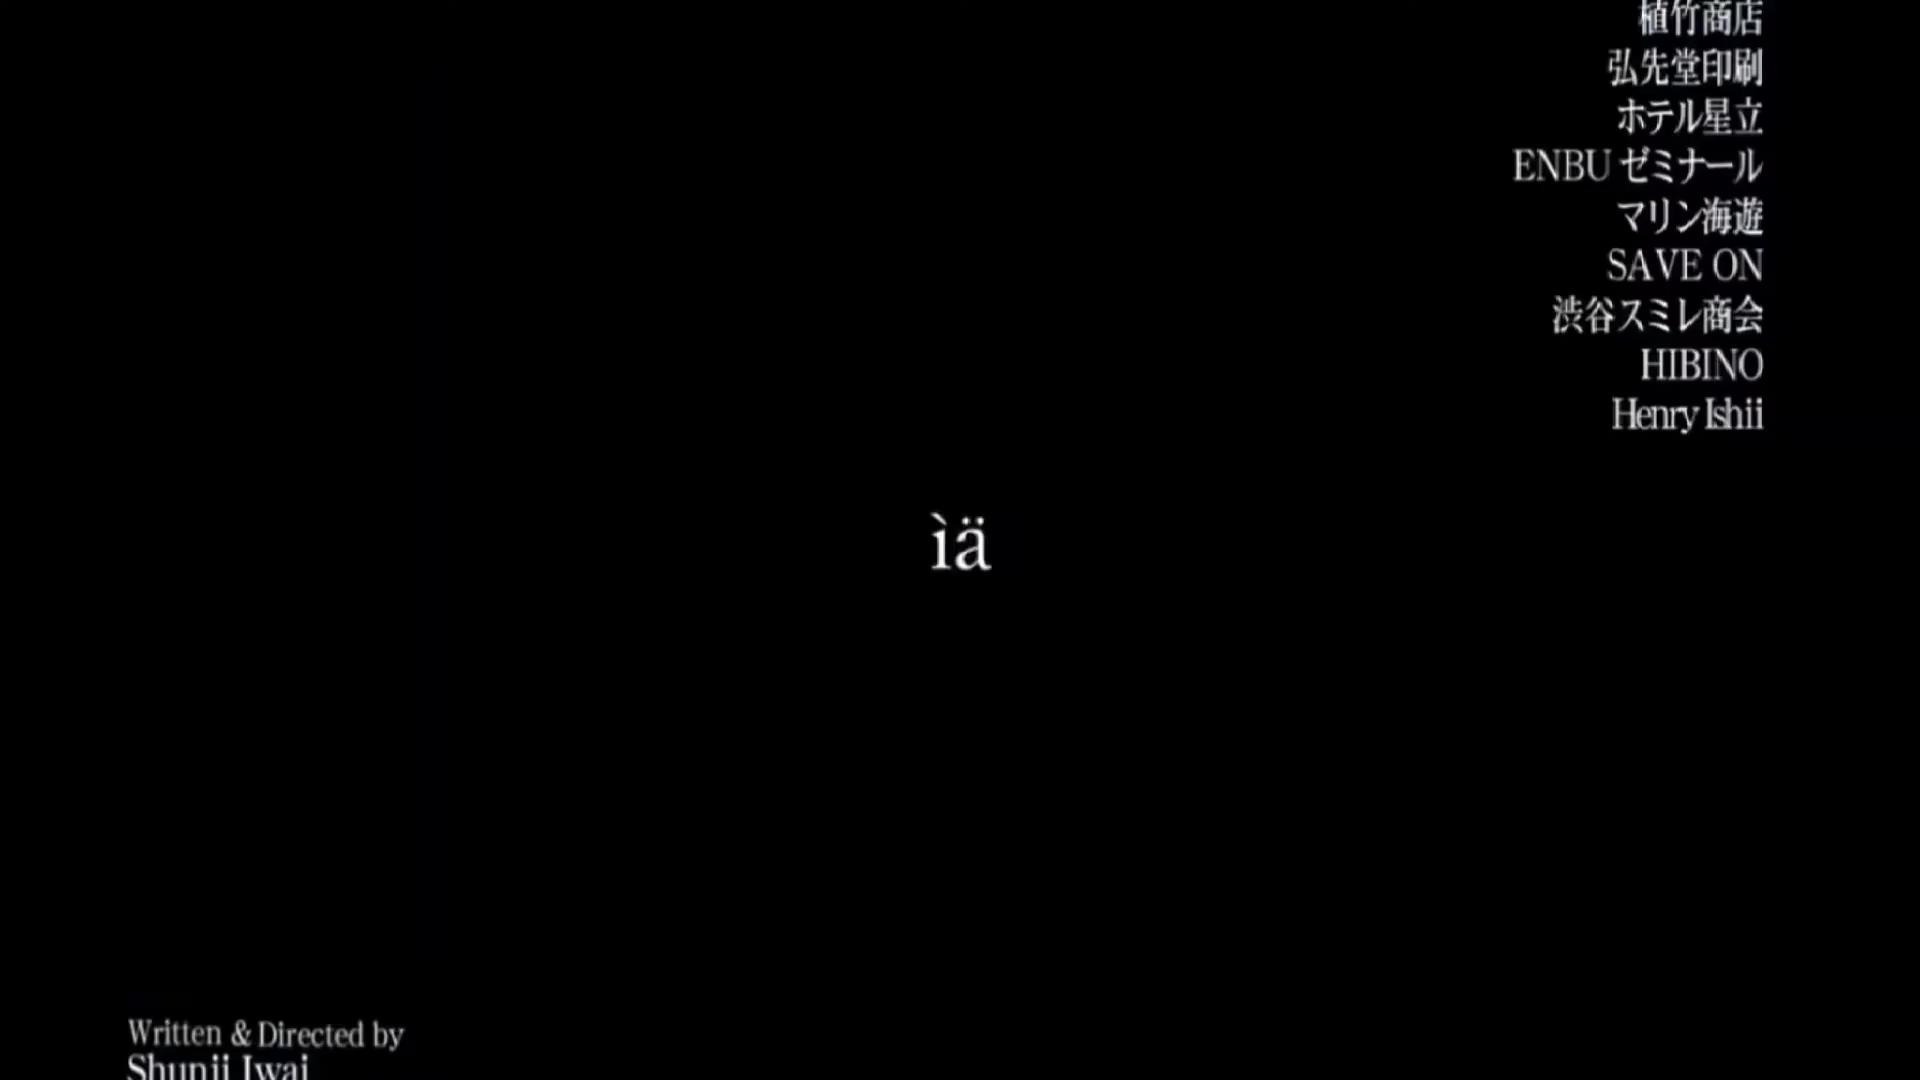 植竹商店
弘先堂印刷
ホテル星立
ENBU ゼミナール
マリン海遊
SAVE ON
渋谷スミレ商会
HIBINO
Henry Ishii
ìä
Written & Directed by
Shunji Iwai